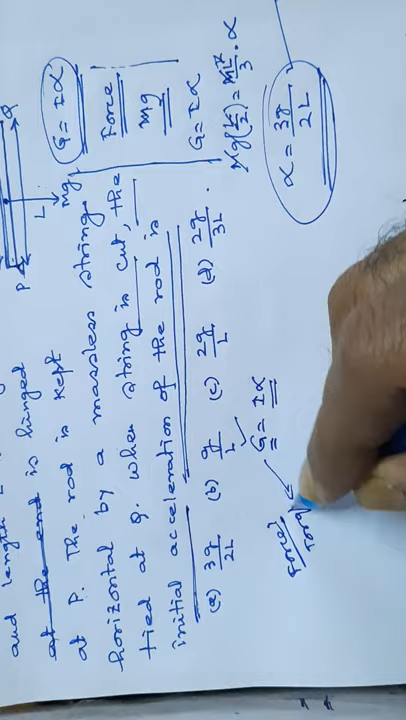 and length
at the end is hinged
at P. The rod is kept
horizontal by a massless string
tied at Q. when string is cut, the
initial acceleration of the rod is
(a) 3g/2L (b) g/L (c) 2g/L (d) 2g/3L.
P
Q
L
mg
G = Iα
Force
mg
G = Iα
Mg(L/2) = ML²/3 · α
α = 3g/2L
G = Iα
Force